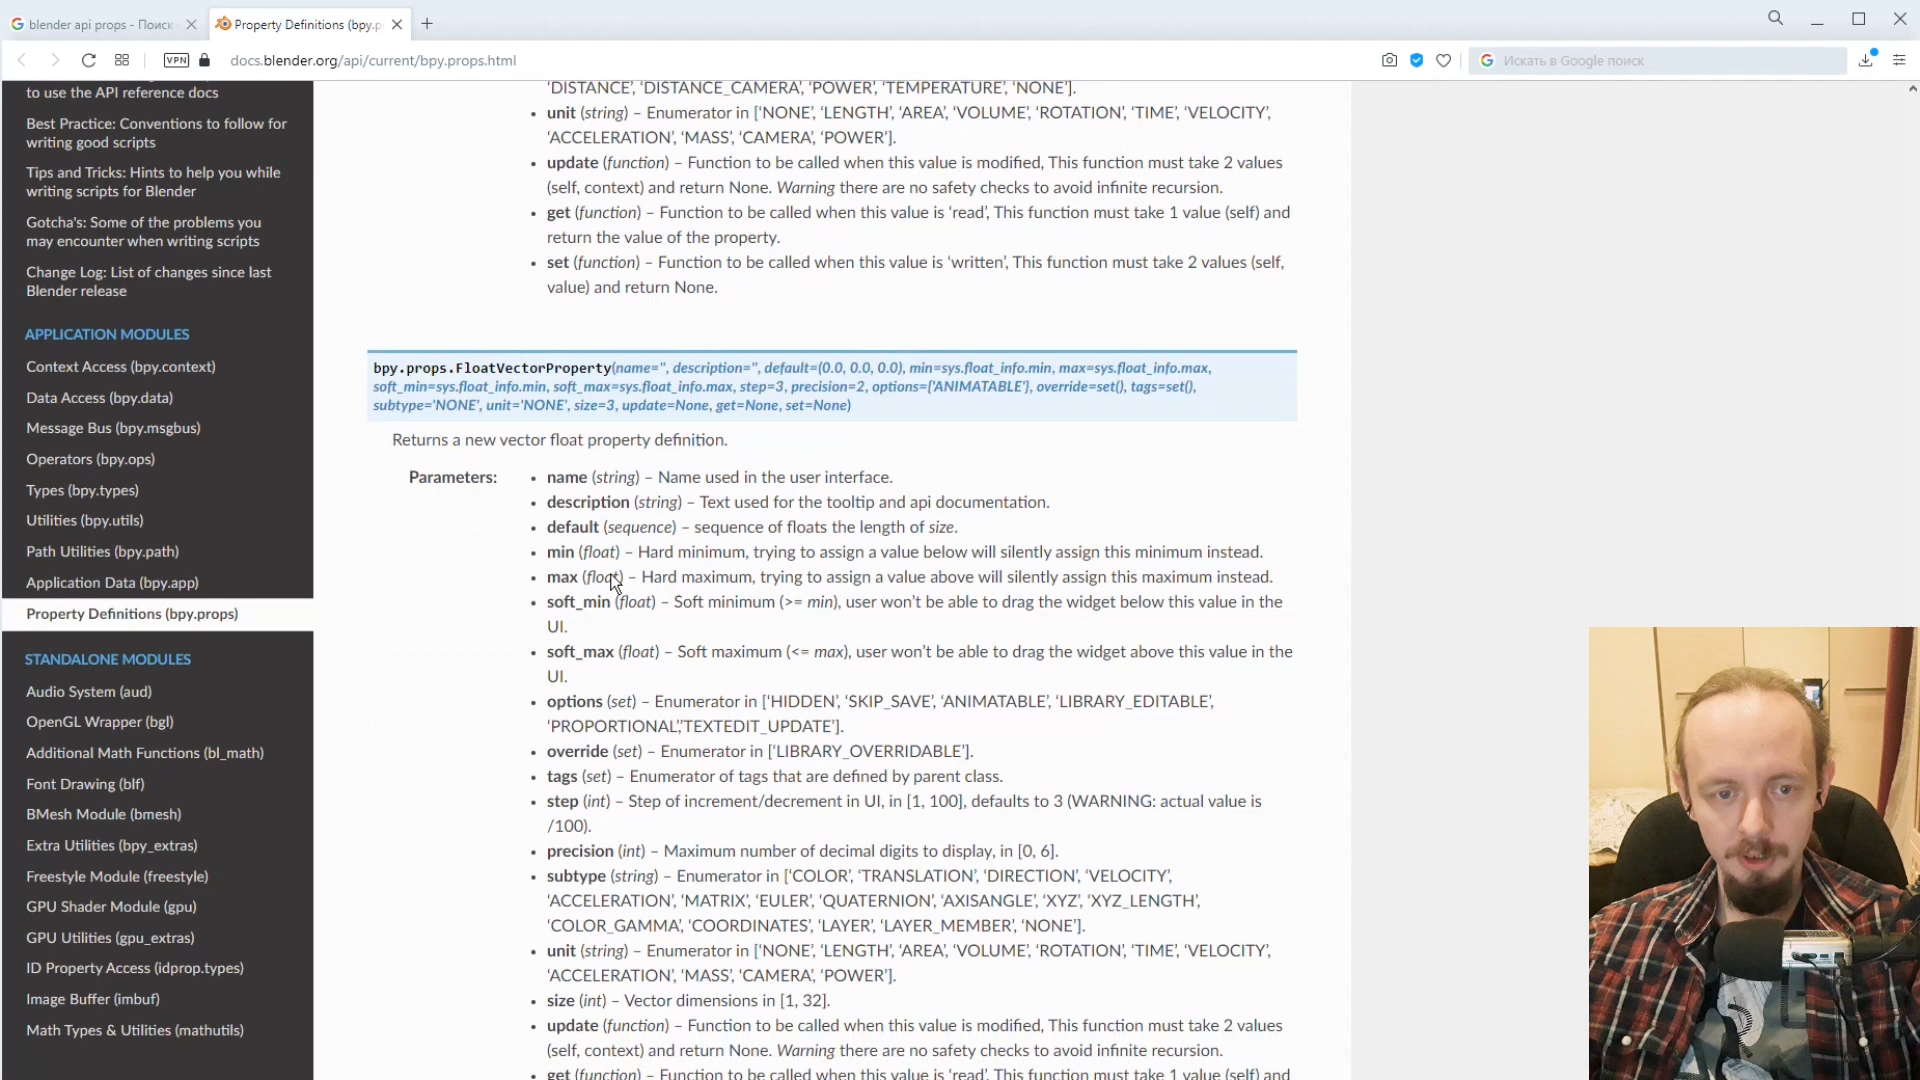 blender api props - Поиск
Property Definitions (bpy.p
VPN
docs.blender.org/api/current/bpy.props.html
Искать в Google поиск
to use the API reference docs
Best Practice: Conventions to follow for
writing good scripts
Tips and Tricks: Hints to help you while
writing scripts for Blender
Gotcha's: Some of the problems you
may encounter when writing scripts
Change Log: List of changes since last
Blender release
APPLICATION MODULES
Context Access (bpy.context)
Data Access (bpy.data)
Message Bus (bpy.msgbus)
Operators (bpy.ops)
Types (bpy.types)
Utilities (bpy.utils)
Path Utilities (bpy.path)
Application Data (bpy.app)
Property Definitions (bpy.props)
STANDALONE MODULES
Audio System (aud)
OpenGL Wrapper (bgl)
Additional Math Functions (bl_math)
Font Drawing (blf)
BMesh Module (bmesh)
Extra Utilities (bpy_extras)
Freestyle Module (freestyle)
GPU Shader Module (gpu)
GPU Utilities (gpu_extras)
ID Property Access (idprop.types)
Image Buffer (imbuf)
Math Types & Utilities (mathutils)
‘DISTANCE’, ‘DISTANCE_CAMERA’, ‘POWER’, ‘TEMPERATURE’, ‘NONE’].
• unit (string) – Enumerator in [‘NONE’, ‘LENGTH’, ‘AREA’, ‘VOLUME’, ‘ROTATION’, ‘TIME’, ‘VELOCITY’,
‘ACCELERATION’, ‘MASS’, ‘CAMERA’, ‘POWER’].
• update (function) – Function to be called when this value is modified, This function must take 2 values
(self, context) and return None. Warning there are no safety checks to avoid infinite recursion.
• get (function) – Function to be called when this value is ‘read’, This function must take 1 value (self) and
return the value of the property.
• set (function) – Function to be called when this value is ‘written’, This function must take 2 values (self,
value) and return None.
bpy.props.FloatVectorProperty(name='', description='', default=(0.0, 0.0, 0.0), min=sys.float_info.min, max=sys.float_info.max,
soft_min=sys.float_info.min, soft_max=sys.float_info.max, step=3, precision=2, options={'ANIMATABLE'}, override=set(), tags=set(),
subtype='NONE', unit='NONE', size=3, update=None, get=None, set=None)
Returns a new vector float property definition.
Parameters:
• name (string) – Name used in the user interface.
• description (string) – Text used for the tooltip and api documentation.
• default (sequence) – sequence of floats the length of size.
• min (float) – Hard minimum, trying to assign a value below will silently assign this minimum instead.
• max (float) – Hard maximum, trying to assign a value above will silently assign this maximum instead.
• soft_min (float) – Soft minimum (>= min), user won’t be able to drag the widget below this value in the
UI.
• soft_max (float) – Soft maximum (<= max), user won’t be able to drag the widget above this value in the
UI.
• options (set) – Enumerator in [‘HIDDEN’, ‘SKIP_SAVE’, ‘ANIMATABLE’, ‘LIBRARY_EDITABLE’,
‘PROPORTIONAL’,’TEXTEDIT_UPDATE’].
• override (set) – Enumerator in [‘LIBRARY_OVERRIDABLE’].
• tags (set) – Enumerator of tags that are defined by parent class.
• step (int) – Step of increment/decrement in UI, in [1, 100], defaults to 3 (WARNING: actual value is
/100).
• precision (int) – Maximum number of decimal digits to display, in [0, 6].
• subtype (string) – Enumerator in [‘COLOR’, ‘TRANSLATION’, ‘DIRECTION’, ‘VELOCITY’,
‘ACCELERATION’, ‘MATRIX’, ‘EULER’, ‘QUATERNION’, ‘AXISANGLE’, ‘XYZ’, ‘XYZ_LENGTH’,
‘COLOR_GAMMA’, ‘COORDINATES’, ‘LAYER’, ‘LAYER_MEMBER’, ‘NONE’].
• unit (string) – Enumerator in [‘NONE’, ‘LENGTH’, ‘AREA’, ‘VOLUME’, ‘ROTATION’, ‘TIME’, ‘VELOCITY’,
‘ACCELERATION’, ‘MASS’, ‘CAMERA’, ‘POWER’].
• size (int) – Vector dimensions in [1, 32].
• update (function) – Function to be called when this value is modified, This function must take 2 values
(self, context) and return None. Warning there are no safety checks to avoid infinite recursion.
• get (function) – Function to be called when this value is ‘read’, This function must take 1 value (self) and